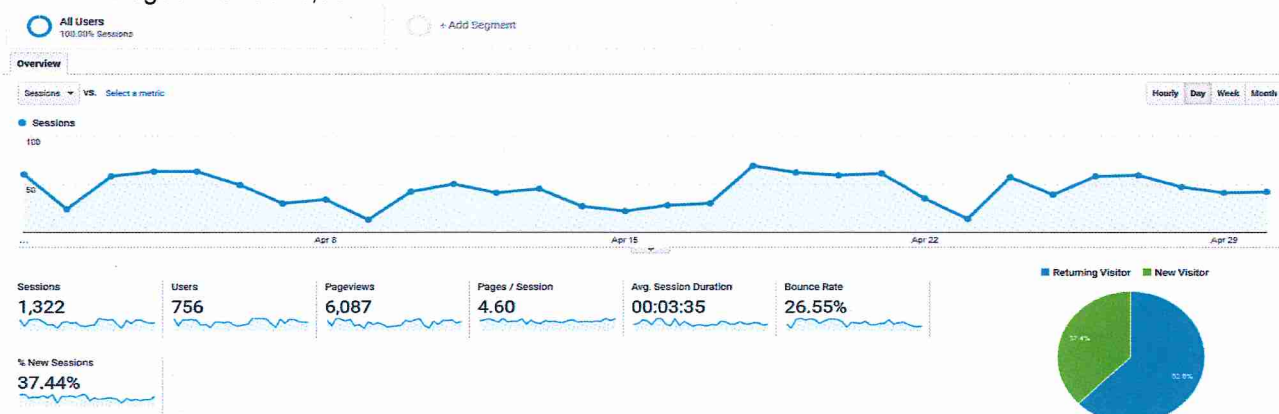 All Users
100.00% Sessions
+ Add Segment
Overview
Sessions VS. Select a metric
Hourly Day Week Month
Sessions
100
50
... Apr 8 Apr 15 Apr 22 Apr 29
Returning Visitor New Visitor
Sessions Users Pageviews Pages / Session Avg. Session Duration Bounce Rate
1,322 756 6,087 4.60 00:03:35 26.55%
37.4%
% New Sessions
37.44%